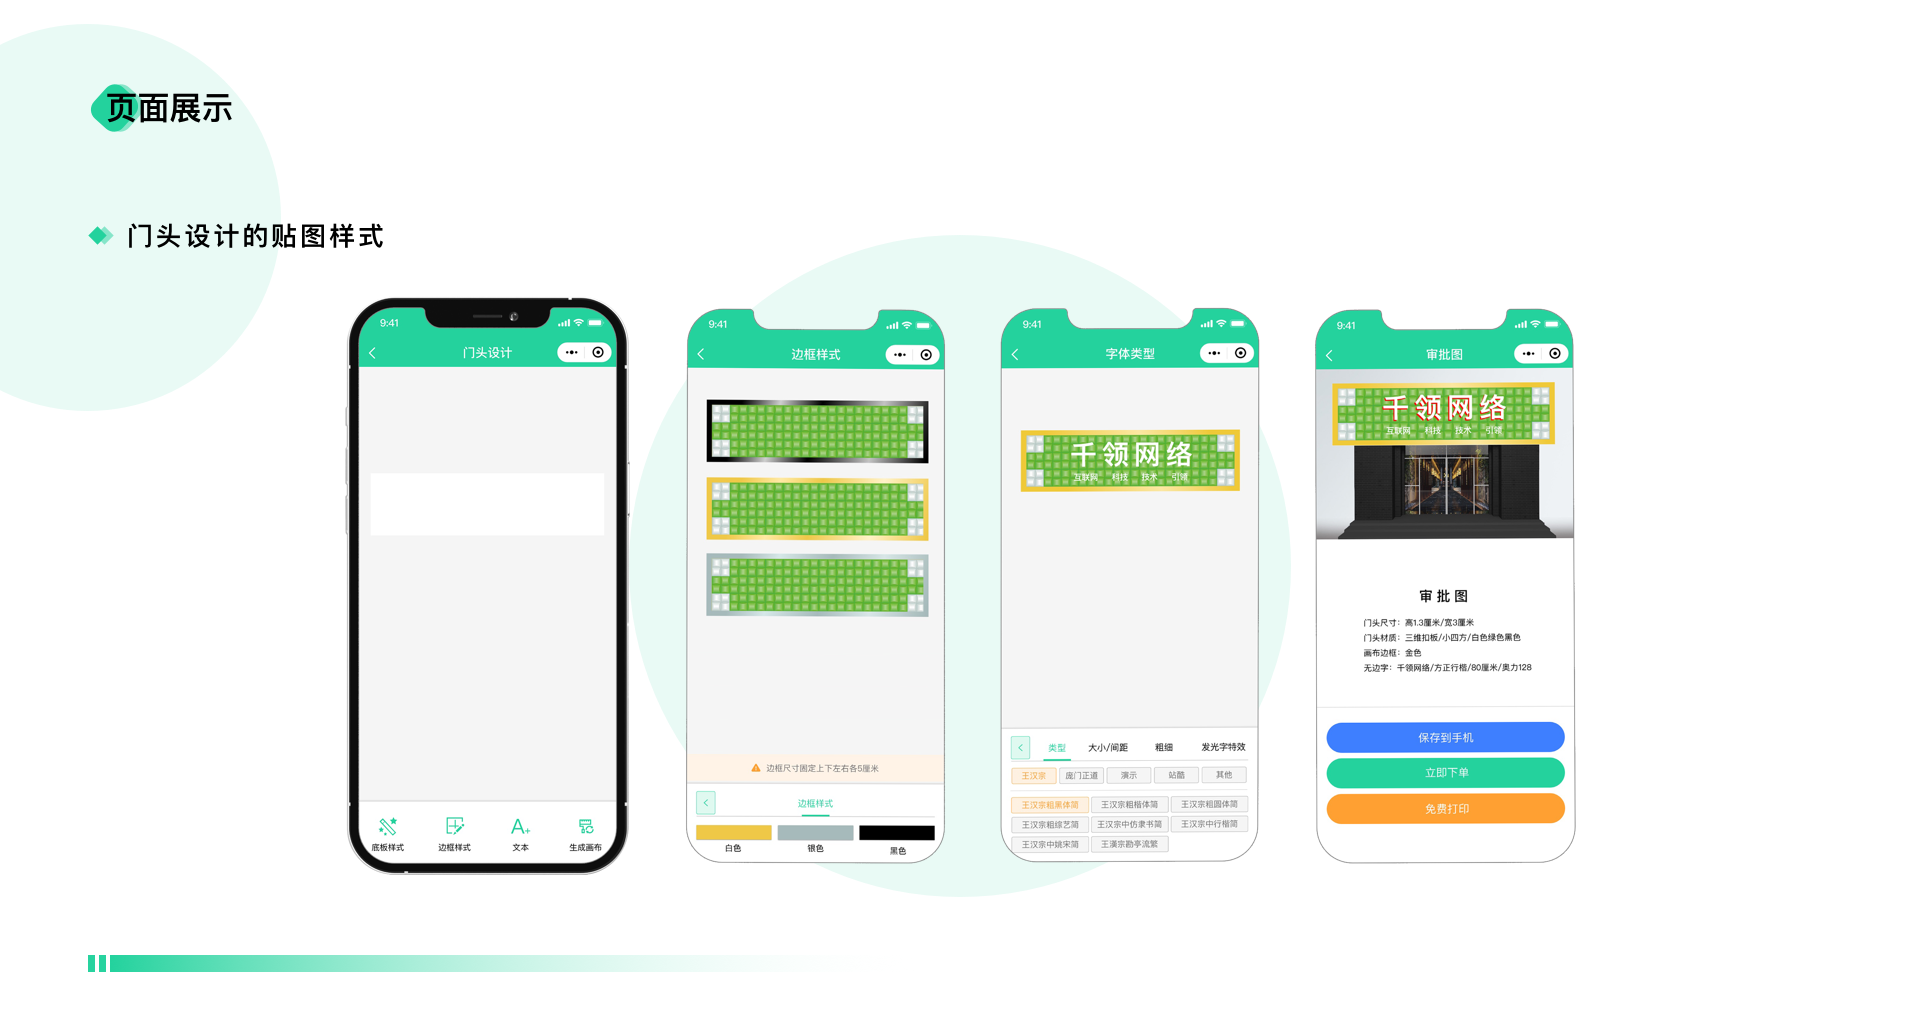 页面展示
门头设计的贴图样式
9:41
门头设计
底板样式
边框样式
文本
生成画布
9:41
边框样式
边框尺寸固定上下左右各5厘米
边框样式
白色
银色
黑色
9:41
字体类型
千领网络
互联网 科技 技术 引领
类型 大小/间距 粗细 发光字特效
王汉宗 庞门正道 演示 站酷 其他
王汉宗粗黑体简 王汉宗粗楷体简 王汉宗粗圆体简
王汉宗粗综艺简 王汉宗中仿隶书简 王汉宗中行楷简
王汉宗中姚宋简 王漢宗勘亭流繁
9:41
审批图
千领网络
互联网 科技 技术 引领
审批图
门头尺寸：高1.3厘米/宽3厘米
门头材质：三维扣板/小四方/白色绿色黑色
画布边框：金色
无边字：千领网络/方正行楷/80厘米/奥力128
保存到手机
立即下单
免费打印